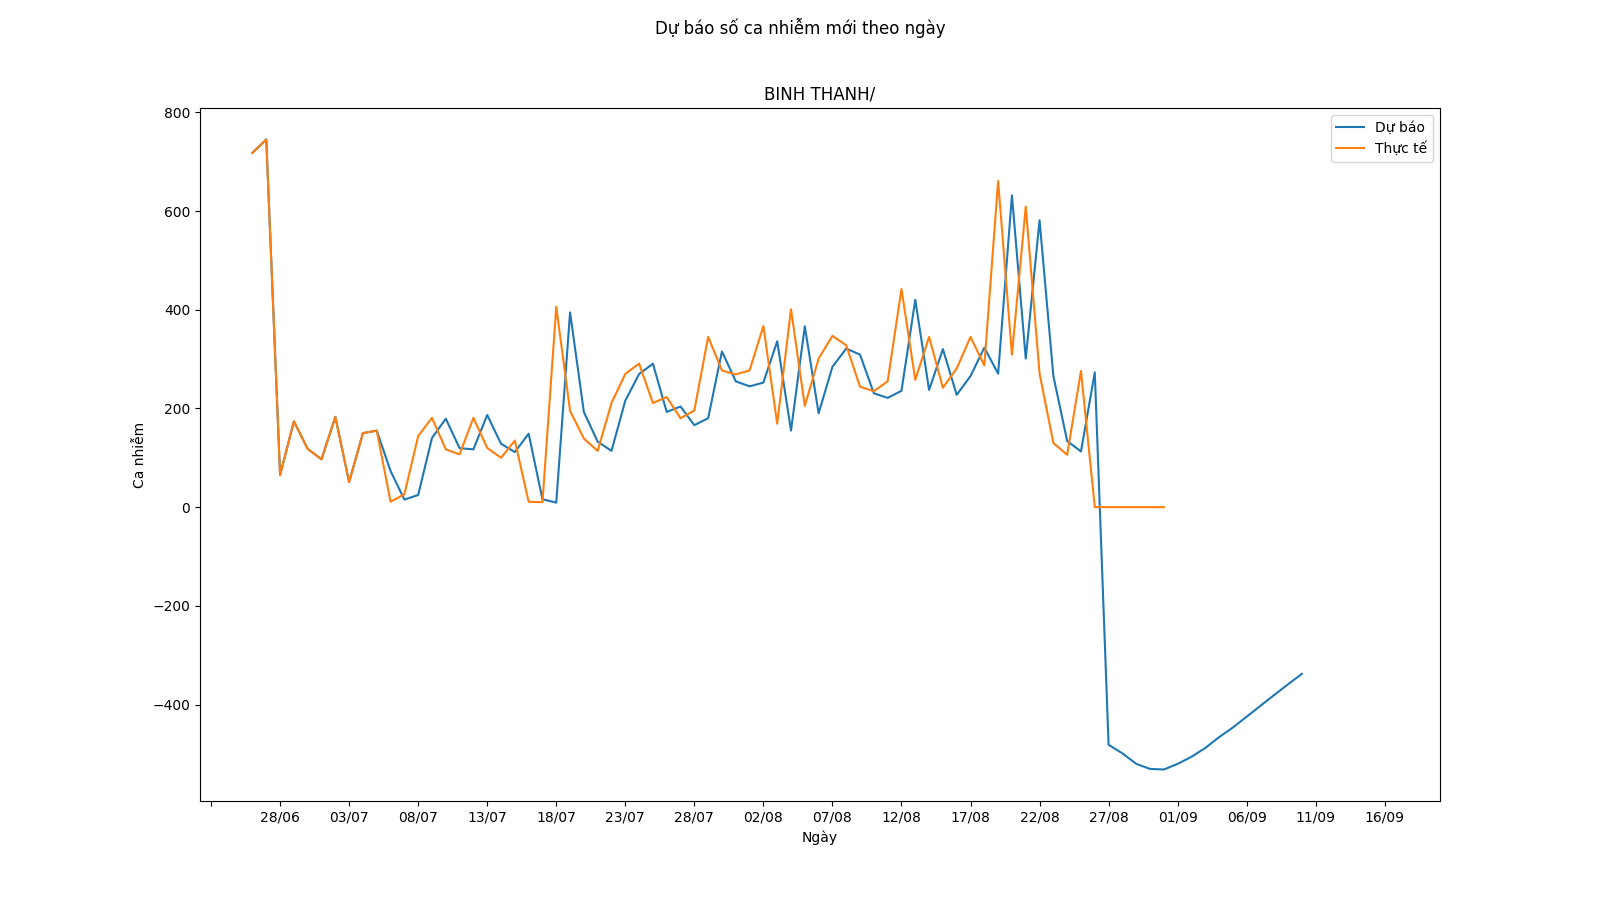 Dự báo số ca nhiễm mới theo ngày
BINH THANH/
Dự báo
Thực tế
800
600
400
200
0
−200
−400
Ca nhiễm
28/06 03/07 08/07 13/07 18/07 23/07 28/07 02/08 07/08 12/08 17/08 22/08 27/08 01/09 06/09 11/09 16/09
Ngày